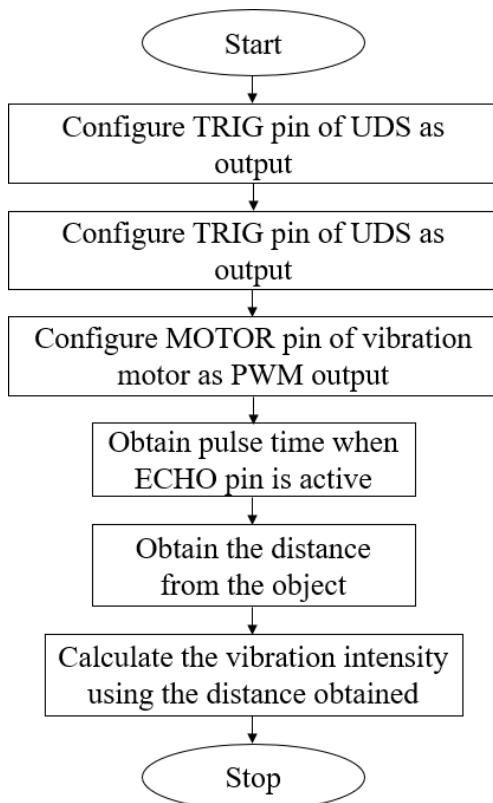 Start
Configure TRIG pin of UDS as
output
Configure TRIG pin of UDS as
output
Configure MOTOR pin of vibration
motor as PWM output
Obtain pulse time when
ECHO pin is active
Obtain the distance
from the object
Calculate the vibration intensity
using the distance obtained
Stop